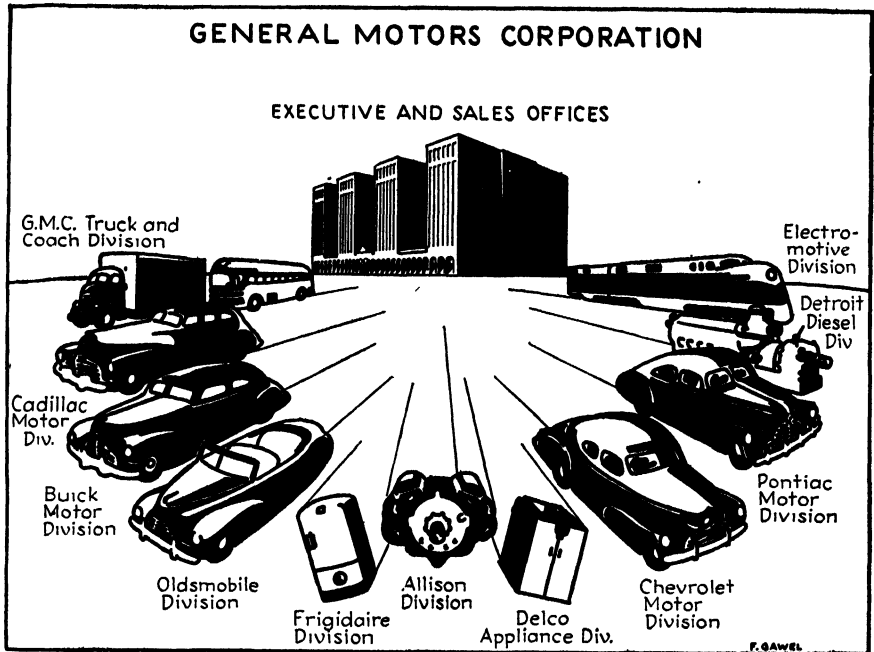 GENERAL MOTORS CORPORATION
EXECUTIVE AND SALES OFFICES
G.M.C. Truck and
Coach Division
Electro-
motive
Division
Detroit
Diesel
Div
Cadillac
Motor
Div.
Buick
Motor
Division
Pontiac
Motor
Division
Oldsmobile
Division
Frigidaire
Division
Allison
Division
Delco
Appliance Div.
Chevrolet
Motor
Division
F. GAWEL